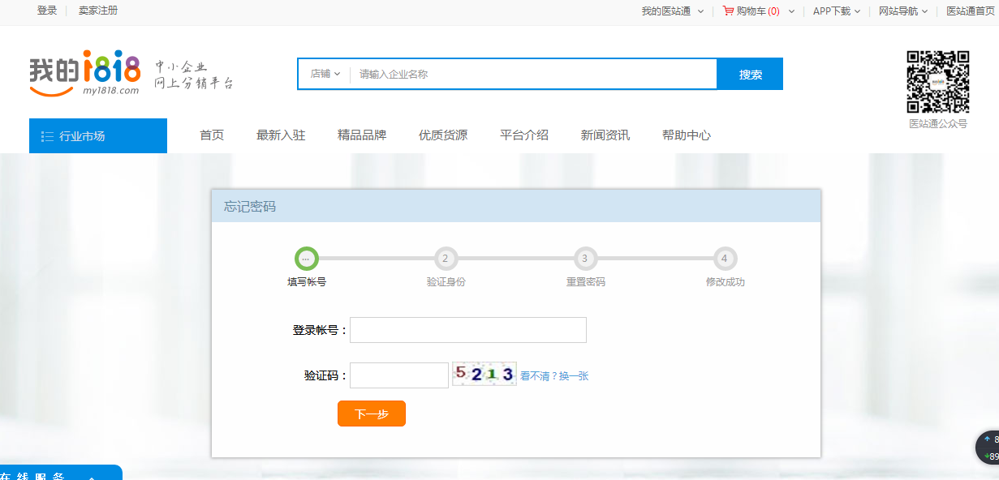 登录 卖家注册 我的医站通 购物车(0) APP下载 网站导航 医站通首页
我的i818
my1818.com
中小企业
网上分销平台
店铺 请输入企业名称 搜索
医站通公众号
行业市场 首页 最新入驻 精品品牌 优质货源 平台介绍 新闻资讯 帮助中心
忘记密码
... 2 3 4
填写帐号 验证身份 重置密码 修改成功
登录帐号：
验证码： 5213 看不清？换一张
下一步
8
89
在线服务